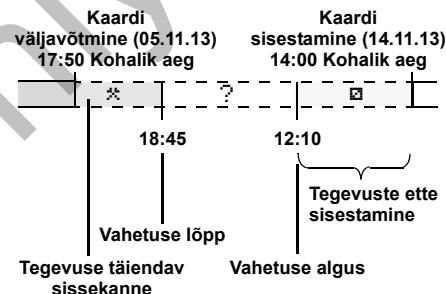 Kaardi
väljavõtmine (05.11.13)
17:50 Kohalik aeg
Kaardi
sisestamine (14.11.13)
14:00 Kohalik aeg
?
18:45
12:10
Tegevuste ette
sisestamine
Vahetuse lõpp
Tegevuse täiendav
sissekanne
Vahetuse algus